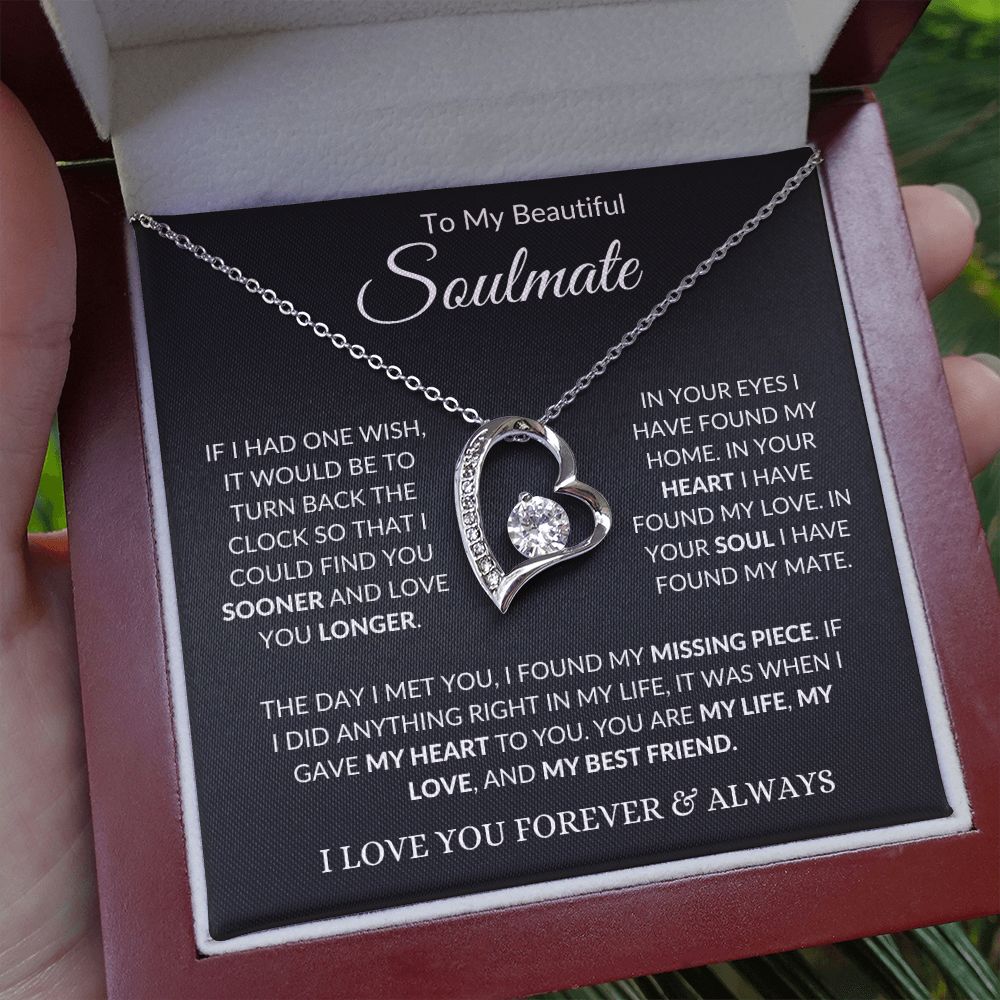 To My Beautiful
Soulmate
IF I HAD ONE WISH,
IT WOULD BE TO
TURN BACK THE
CLOCK SO THAT I
COULD FIND YOU
SOONER AND LOVE
YOU LONGER.
IN YOUR EYES I
HAVE FOUND MY
HOME. IN YOUR
HEART I HAVE
FOUND MY LOVE. IN
YOUR SOUL I HAVE
FOUND MY MATE.
THE DAY I MET YOU, I FOUND MY MISSING PIECE. IF
I DID ANYTHING RIGHT IN MY LIFE, IT WAS WHEN I
GAVE MY HEART TO YOU. YOU ARE MY LIFE, MY
LOVE, AND MY BEST FRIEND.
I LOVE YOU FOREVER & ALWAYS